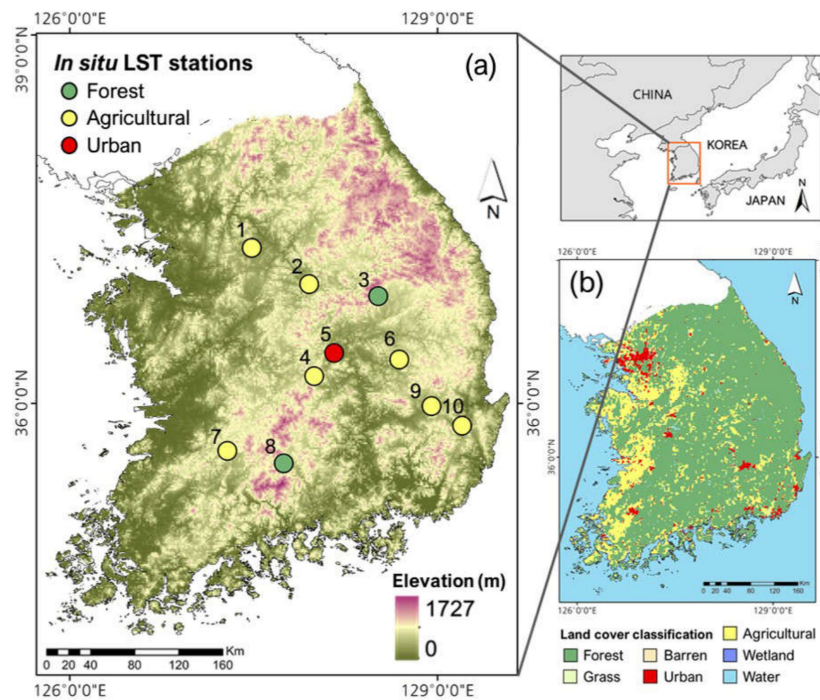 126°0'0"E
129°0'0"E
39°0'0"N
In situ LST stations
Forest
Agricultural
Urban
(a)
N
1
2
3
5
6
4
9
10
7
8
36°0'0"N
36°0'0"N
Elevation (m)
1727
0
Km
0 20 40 80 120 160
126°0'0"E
129°0'0"E
CHINA
KOREA
JAPAN
N
126°0'0"E
129°0'0"E
(b)
N
36°0'0"N
36°0'0"N
Km
0 20 40 80 120 160
126°0'0"E
129°0'0"E
Land cover classification
Agricultural
Forest
Barren
Wetland
Grass
Urban
Water